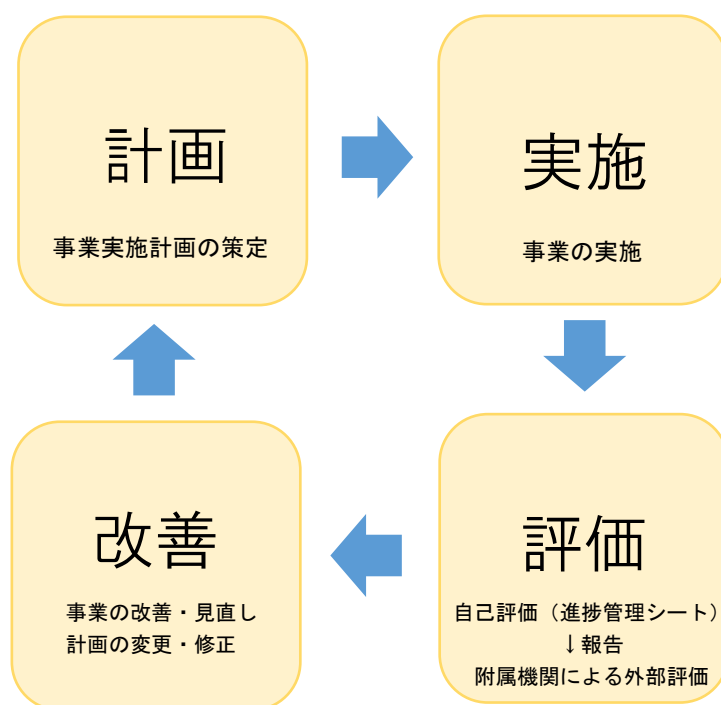 計画
事業実施計画の策定
実施
事業の実施
評価
自己評価（進捗管理シート）
↓報告
附属機関による外部評価
改善
事業の改善・見直し
計画の変更・修正